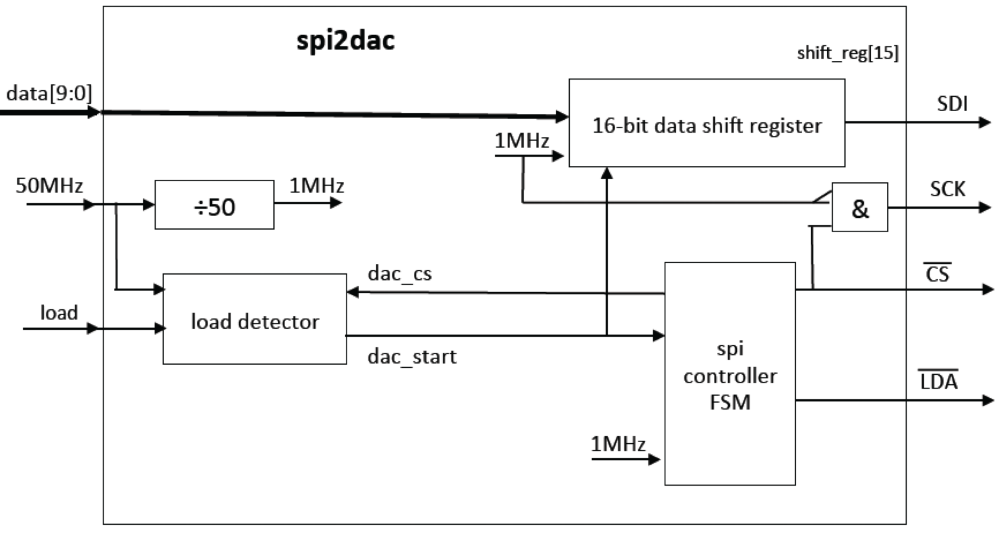 spi2dac
shift_reg[15]
data[9:0]
SDI
16-bit data shift register
1MHz
50MHz
1MHz
SCK
÷50
&
dac_cs
CS
load
load detector
dac_start
spi
controller
FSM
LDA
1MHz